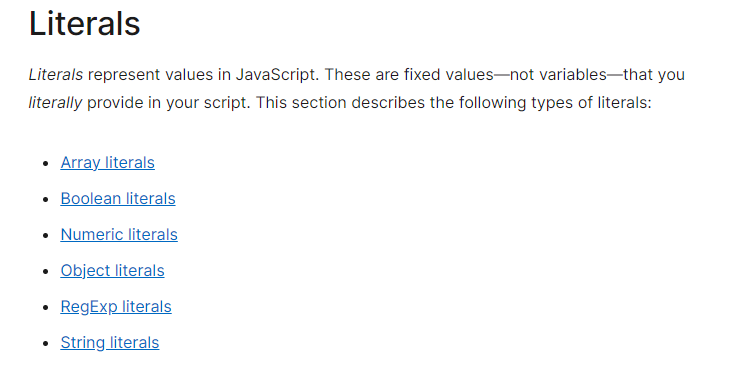 Literals
Literals represent values in JavaScript. These are fixed values—not variables—that you
literally provide in your script. This section describes the following types of literals:
• Array literals
• Boolean literals
• Numeric literals
• Object literals
• RegExp literals
• String literals